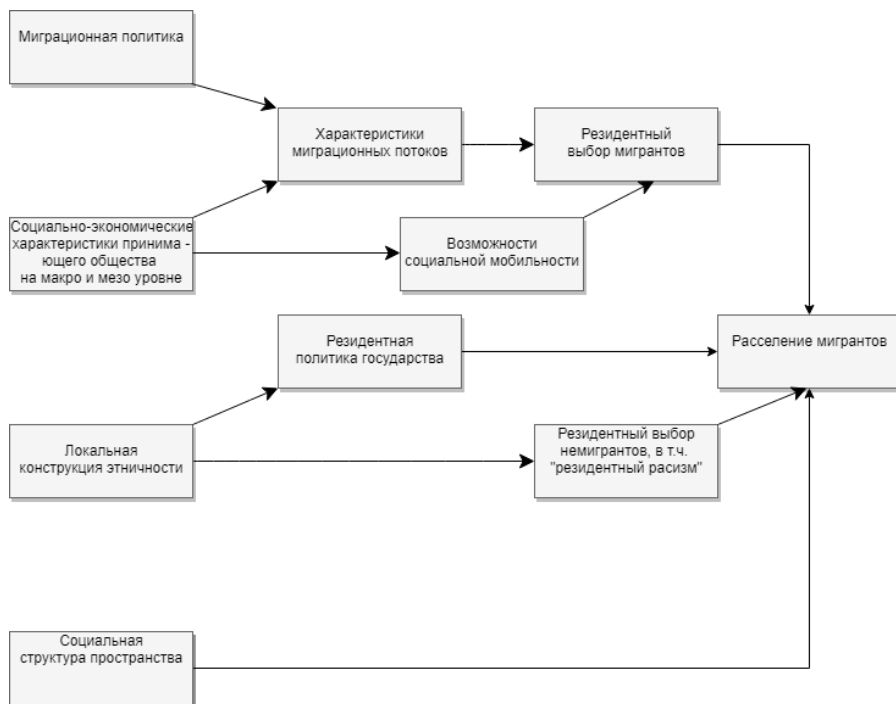 Миграционная политика
Характеристики
миграционных потоков
Резидентный
выбор мигрантов
Социально-экономические
характеристики принима -
ющего общества
на макро и мезо уровне
Возможности
социальной мобильности
Резидентная
политика государства
Расселение мигрантов
Локальная
конструкция этничности
Резидентный выбор
немигрантов, в т.ч.
"резидентный расизм"
Социальная
структура пространства